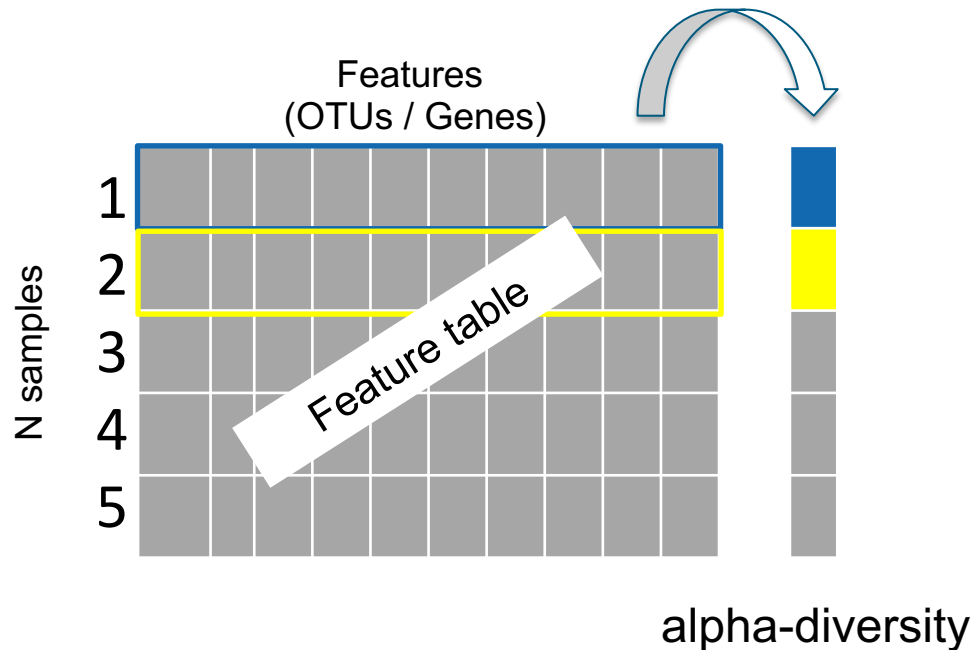 Features
(OTUs / Genes)
N samples
1
2
3
4
5
Feature table
alpha-diversity